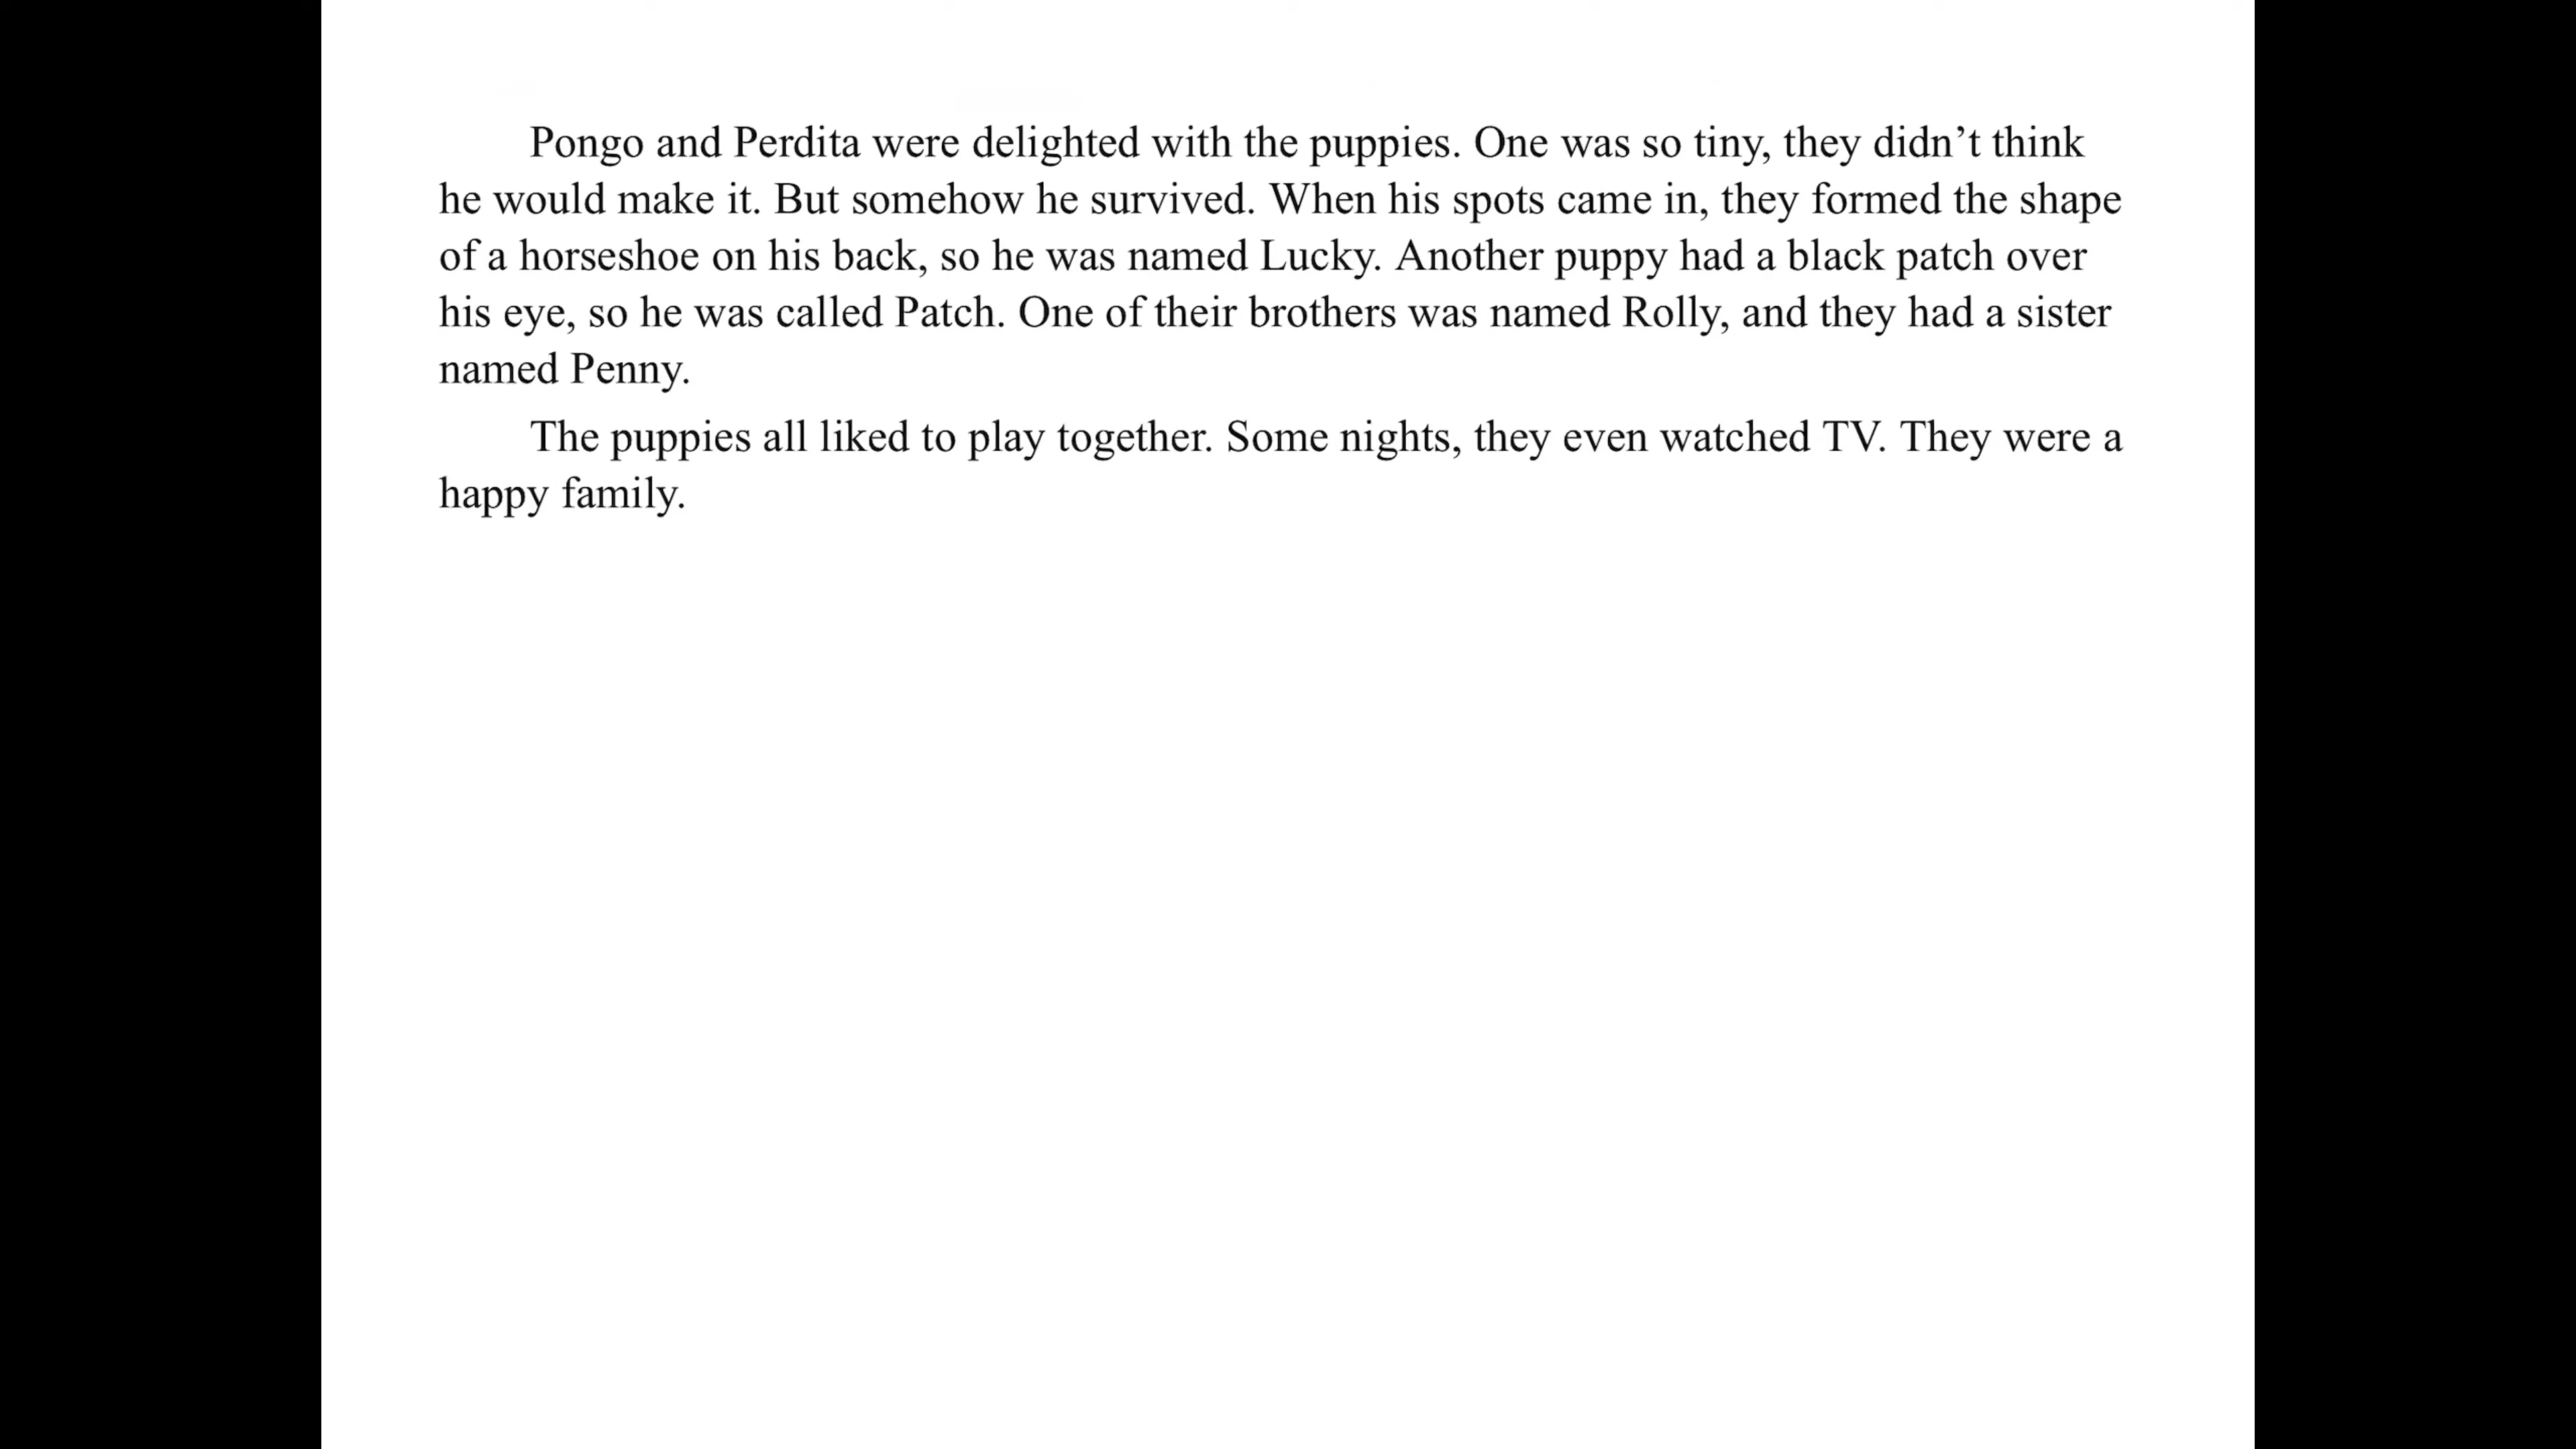 Pongo and Perdita were delighted with the puppies. One was so tiny, they didn’t think
he would make it. But somehow he survived. When his spots came in, they formed the shape
of a horseshoe on his back, so he was named Lucky. Another puppy had a black patch over
his eye, so he was called Patch. One of their brothers was named Rolly, and they had a sister
named Penny.
The puppies all liked to play together. Some nights, they even watched TV. They were a
happy family.